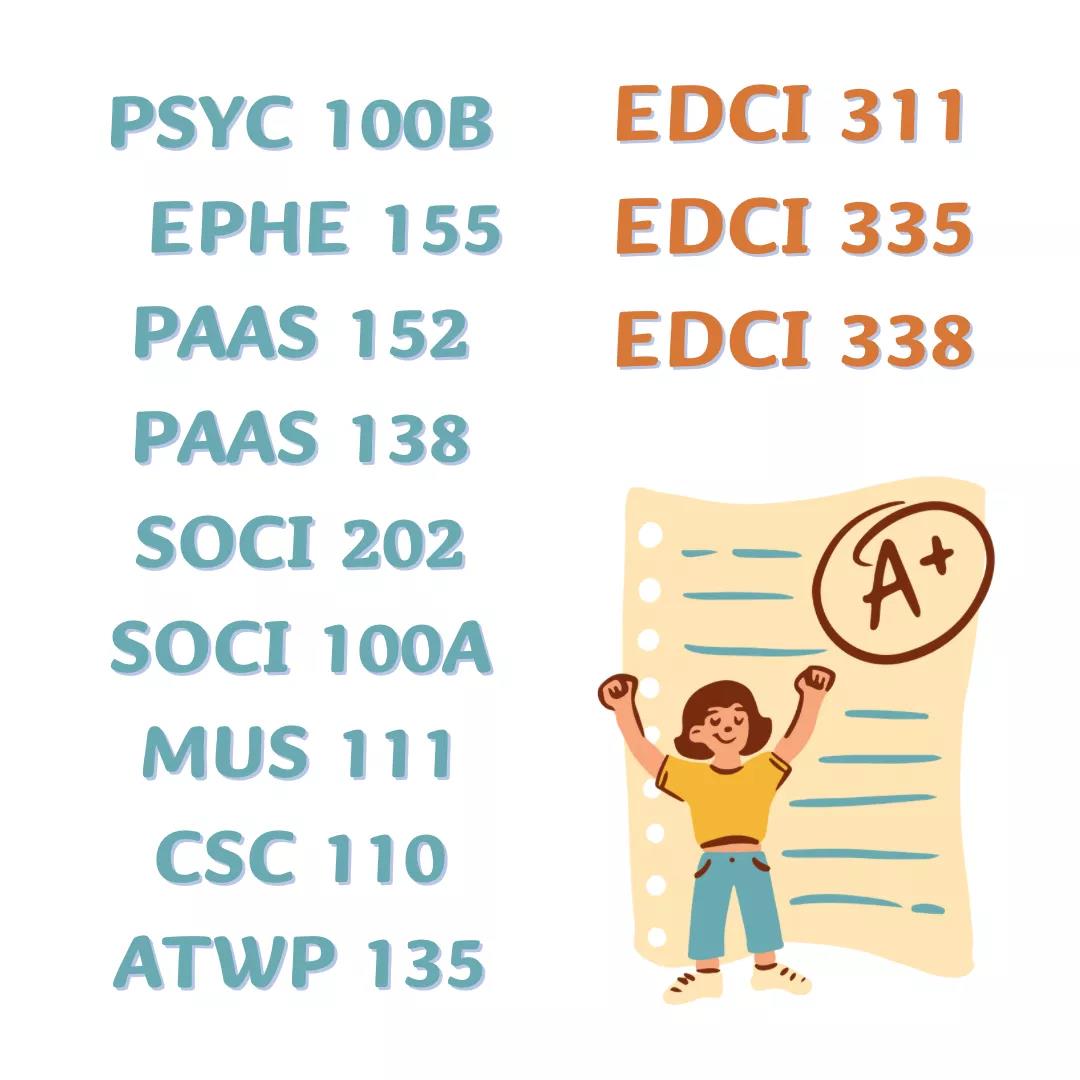 PSYC 100B
EPHE 155
PAAS 152
PAAS 138
SOCI 202
SOCI 100A
MUS 111
CSC 110
ATWP 135
EDCI 311
EDCI 335
EDCI 338
A+